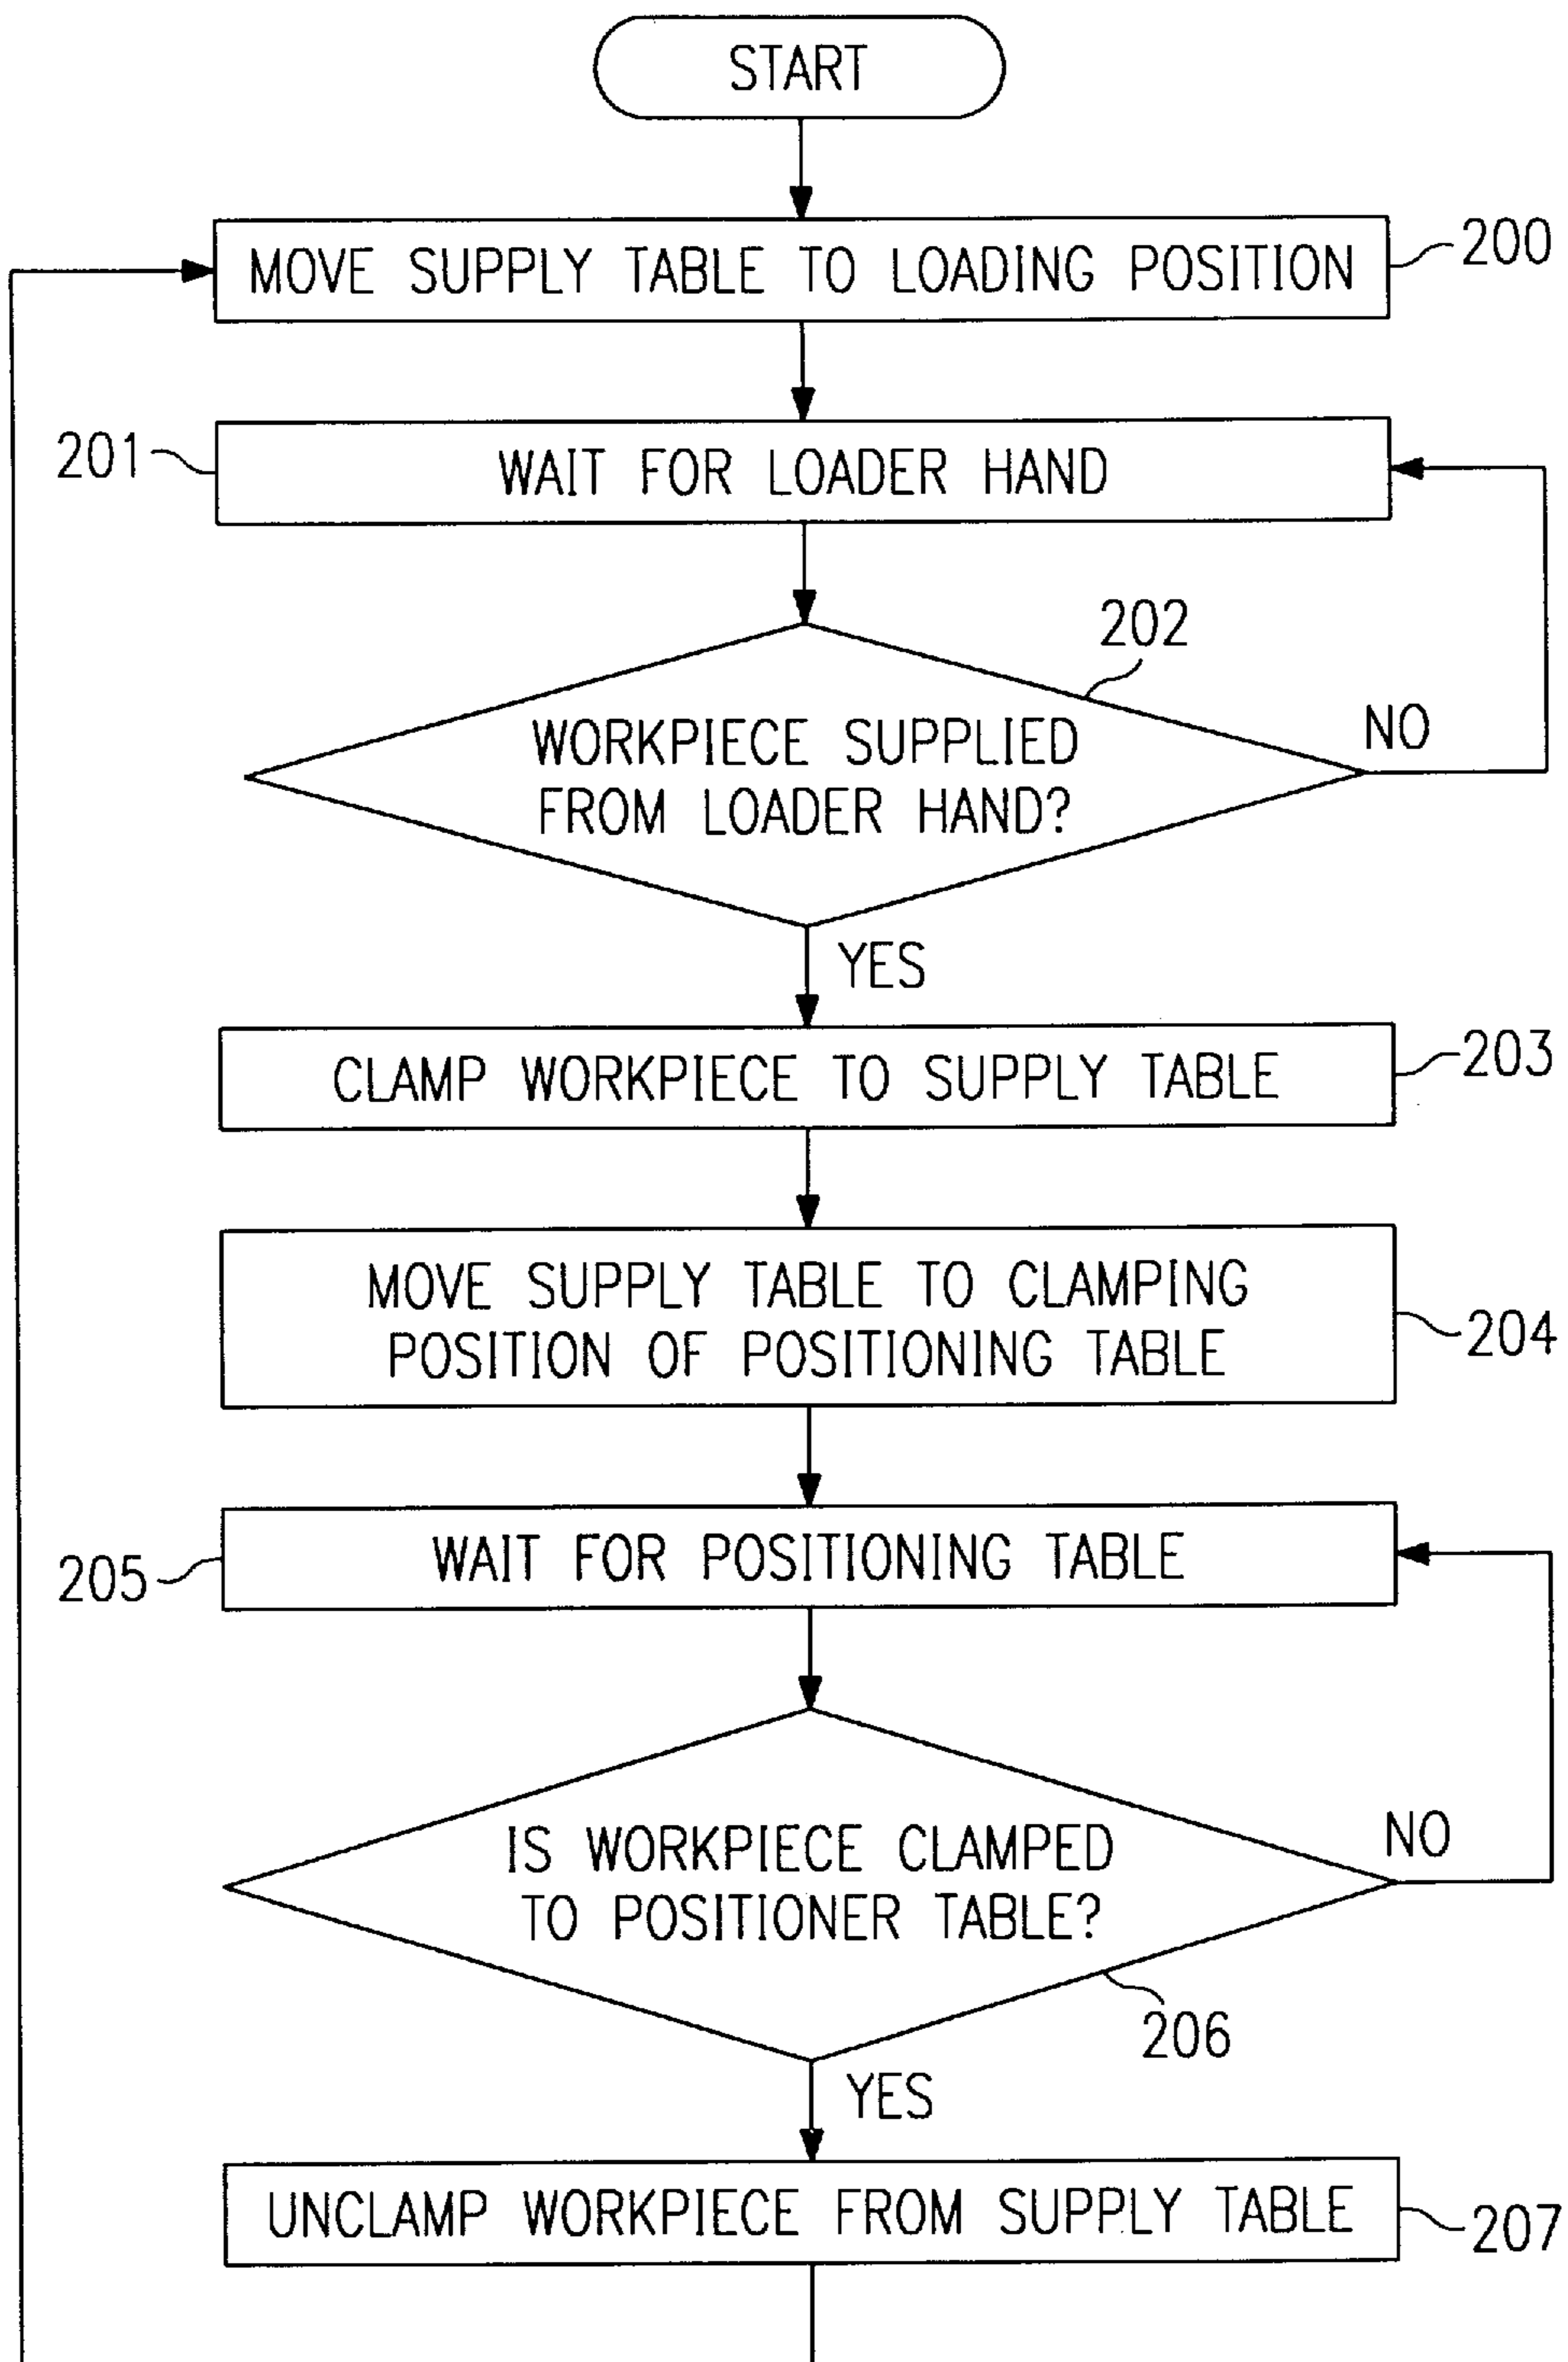 START
MOVE SUPPLY TABLE TO LOADING POSITION
200
201
WAIT FOR LOADER HAND
202
WORKPIECE SUPPLIED
FROM LOADER HAND?
NO
YES
CLAMP WORKPIECE TO SUPPLY TABLE
203
MOVE SUPPLY TABLE TO CLAMPING
POSITION OF POSITIONING TABLE
204
WAIT FOR POSITIONING TABLE
205
IS WORKPIECE CLAMPED
TO POSITIONER TABLE?
NO
206
YES
UNCLAMP WORKPIECE FROM SUPPLY TABLE
207